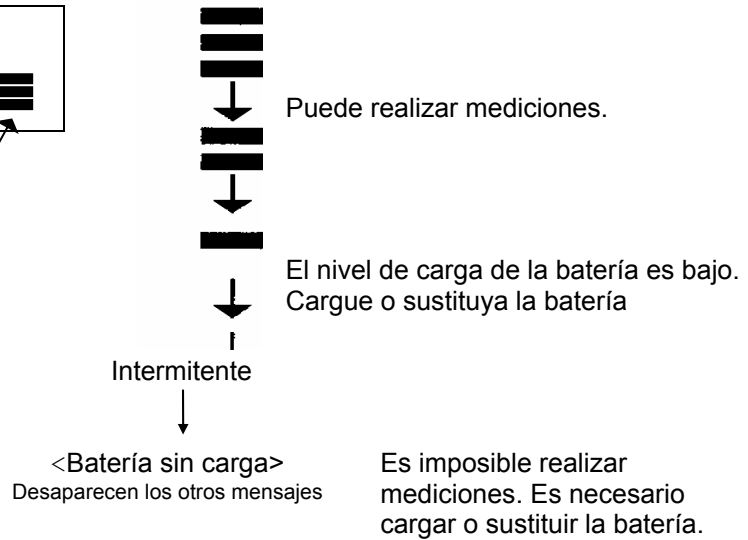 Puede realizar mediciones.
El nivel de carga de la batería es bajo.
Cargue o sustituya la batería
Intermitente
<Batería sin carga>
Desaparecen los otros mensajes
Es imposible realizar
mediciones. Es necesario
cargar o sustituir la batería.